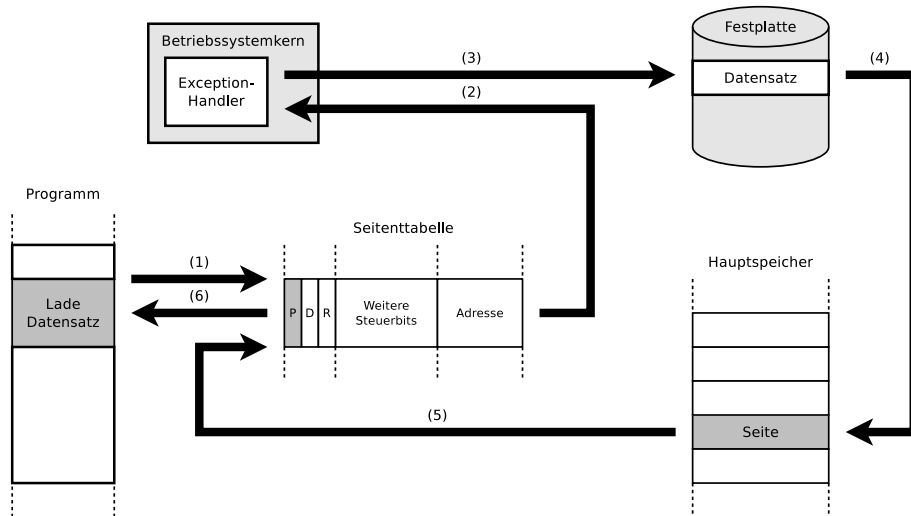 Festplatte
Betriebssystemkern
(3)
(4)
Exception-
Handler
Datensatz
(2)
Programm
Seitenttabelle
Hauptspeicher
(1)
(6)
Lade
Datensatz
P
D
R
Weitere
Steuerbits
Adresse
(5)
Seite